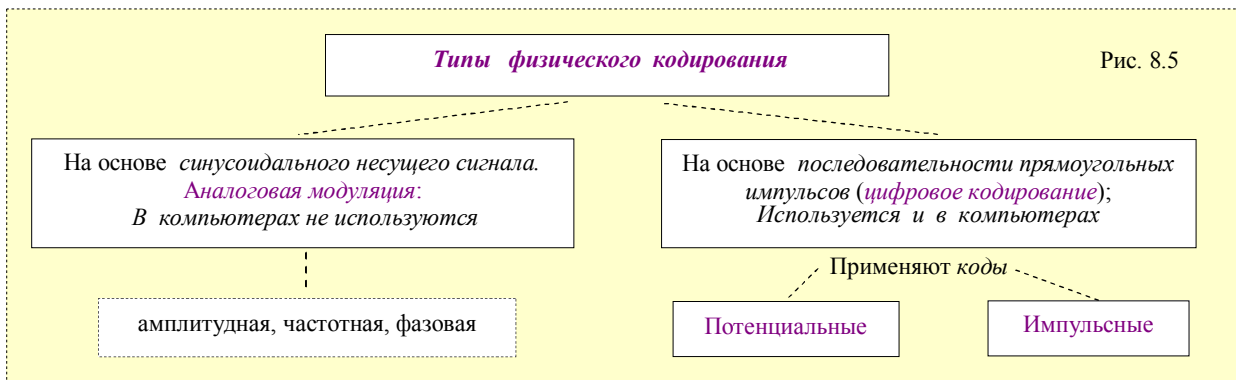 Типы физического кодирования
Рис. 8.5
На основе синусоидального несущего сигнала.
Аналоговая модуляция:
В компьютерах не используются
На основе последовательности прямоугольных
импульсов (цифровое кодирование);
Используется и в компьютерах
Применяют коды
амплитудная, частотная, фазовая
Потенциальные
Импульсные